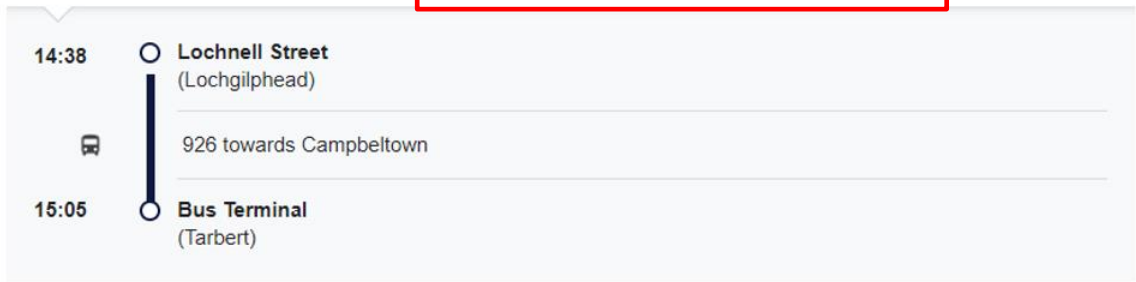 14:38
Lochnell Street
(Lochgilphead)
926 towards Campbeltown
15:05
Bus Terminal
(Tarbert)